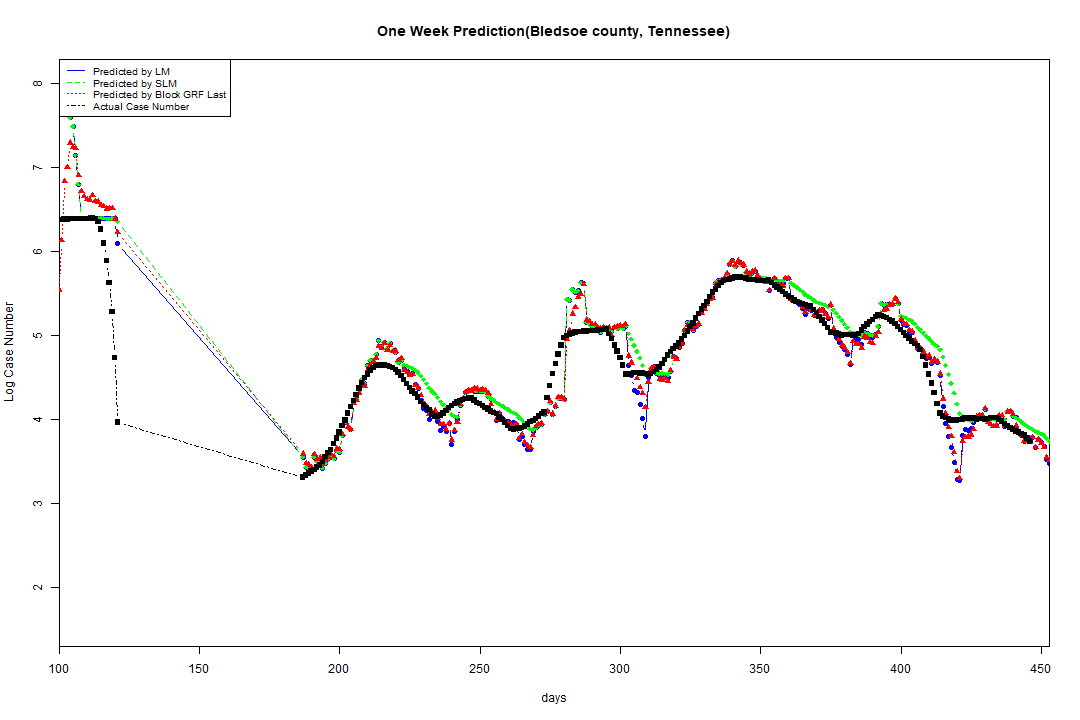 One Week Prediction(Bledsoe county, Tennessee)
Predicted by LM
Predicted by SLM
Predicted by Block GRF Last
Actual Case Number
8
7
6
5
4
3
2
Log Case Number
100 150 200 250 300 350 400 450
days